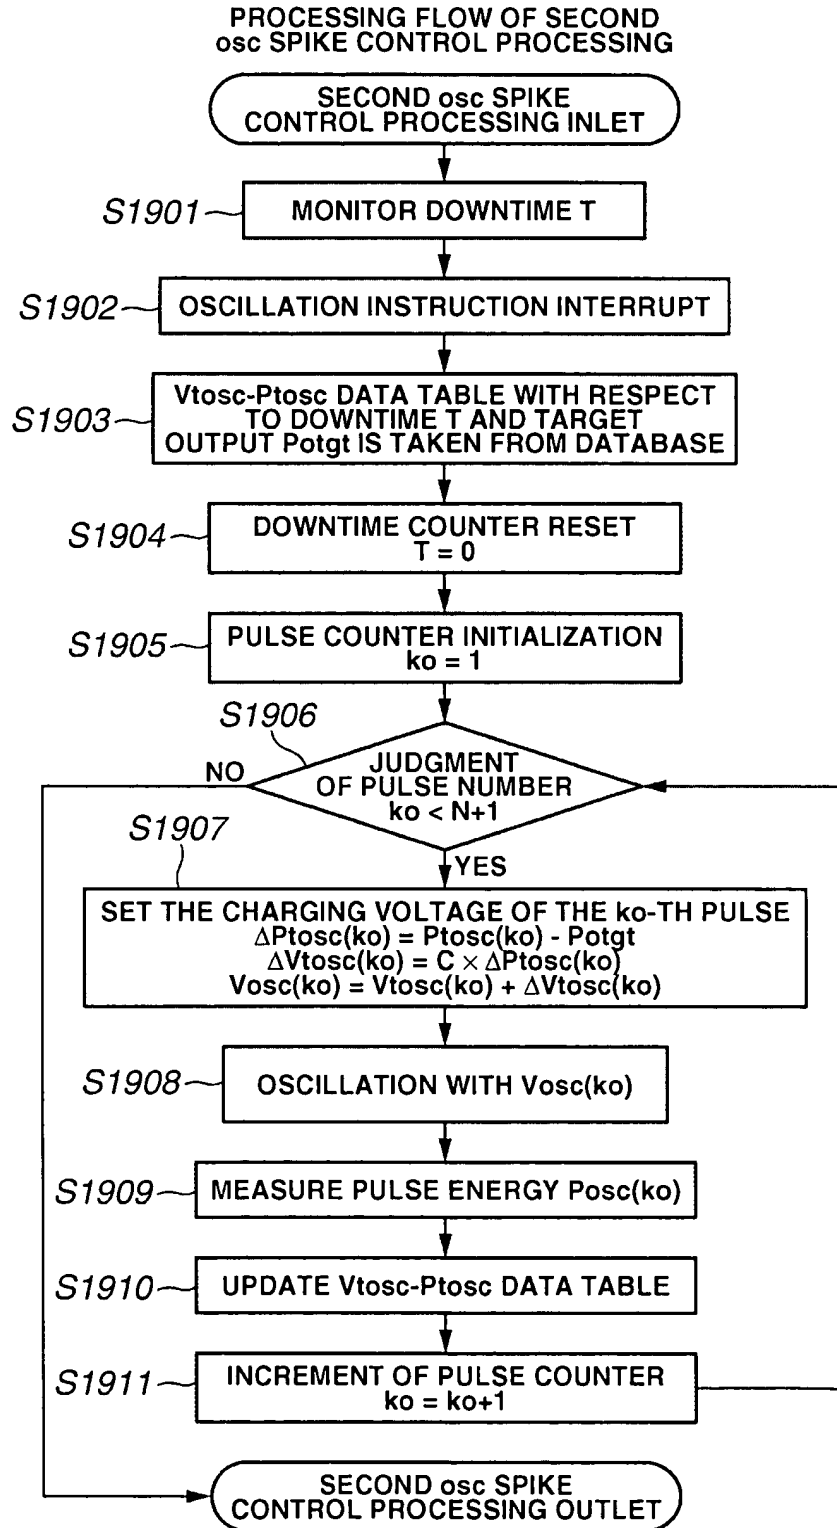 PROCESSING FLOW OF SECOND
osc SPIKE CONTROL PROCESSING
SECOND osc SPIKE
CONTROL PROCESSING INLET
S1901
MONITOR DOWNTIME T
S1902
OSCILLATION INSTRUCTION INTERRUPT
S1903
Vtosc-Ptosc DATA TABLE WITH RESPECT
TO DOWNTIME T AND TARGET
OUTPUT Potgt IS TAKEN FROM DATABASE
S1904
DOWNTIME COUNTER RESET
T = 0
S1905
PULSE COUNTER INITIALIZATION
ko = 1
S1906
JUDGMENT
OF PULSE NUMBER
ko < N+1
NO
YES
S1907
SET THE CHARGING VOLTAGE OF THE ko-TH PULSE
ΔPtosc(ko) = Ptosc(ko) - Potgt
ΔVtosc(ko) = C × ΔPtosc(ko)
Vosc(ko) = Vtosc(ko) + ΔVtosc(ko)
S1908
OSCILLATION WITH Vosc(ko)
S1909
MEASURE PULSE ENERGY Posc(ko)
S1910
UPDATE Vtosc-Ptosc DATA TABLE
S1911
INCREMENT OF PULSE COUNTER
ko = ko+1
SECOND osc SPIKE
CONTROL PROCESSING OUTLET